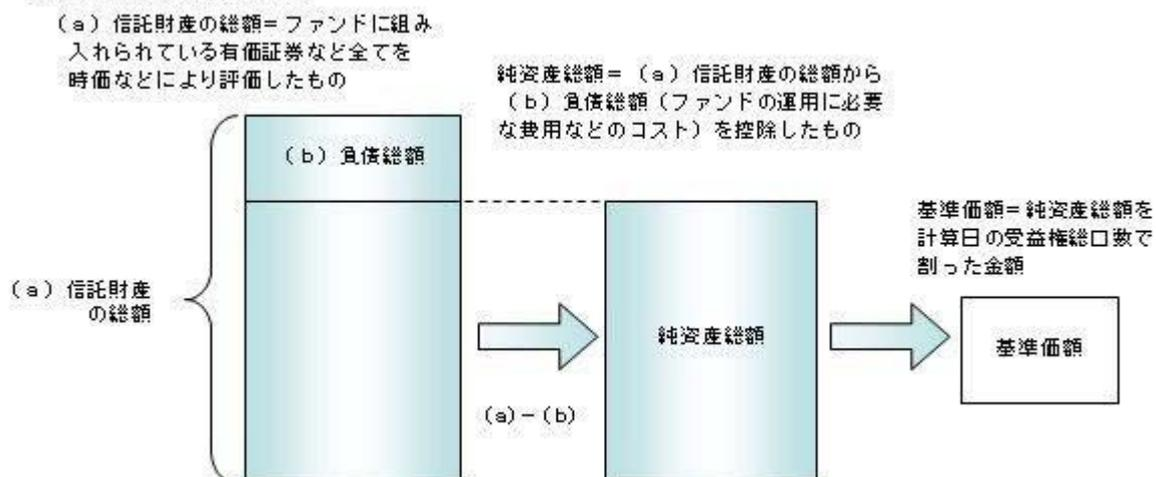 （a）信託財産の総額＝ファンドに組み
入れられている有価証券など全てを
時価などにより評価したもの
純資産総額＝（a）信託財産の総額から
（b）負債総額（ファンドの運用に必要
な費用などのコスト）を控除したもの
（b）負債総額
基準価額＝純資産総額を
計算日の受益権総口数で
割った金額
（a）信託財産
の総額
純資産総額
基準価額
（a）－（b）